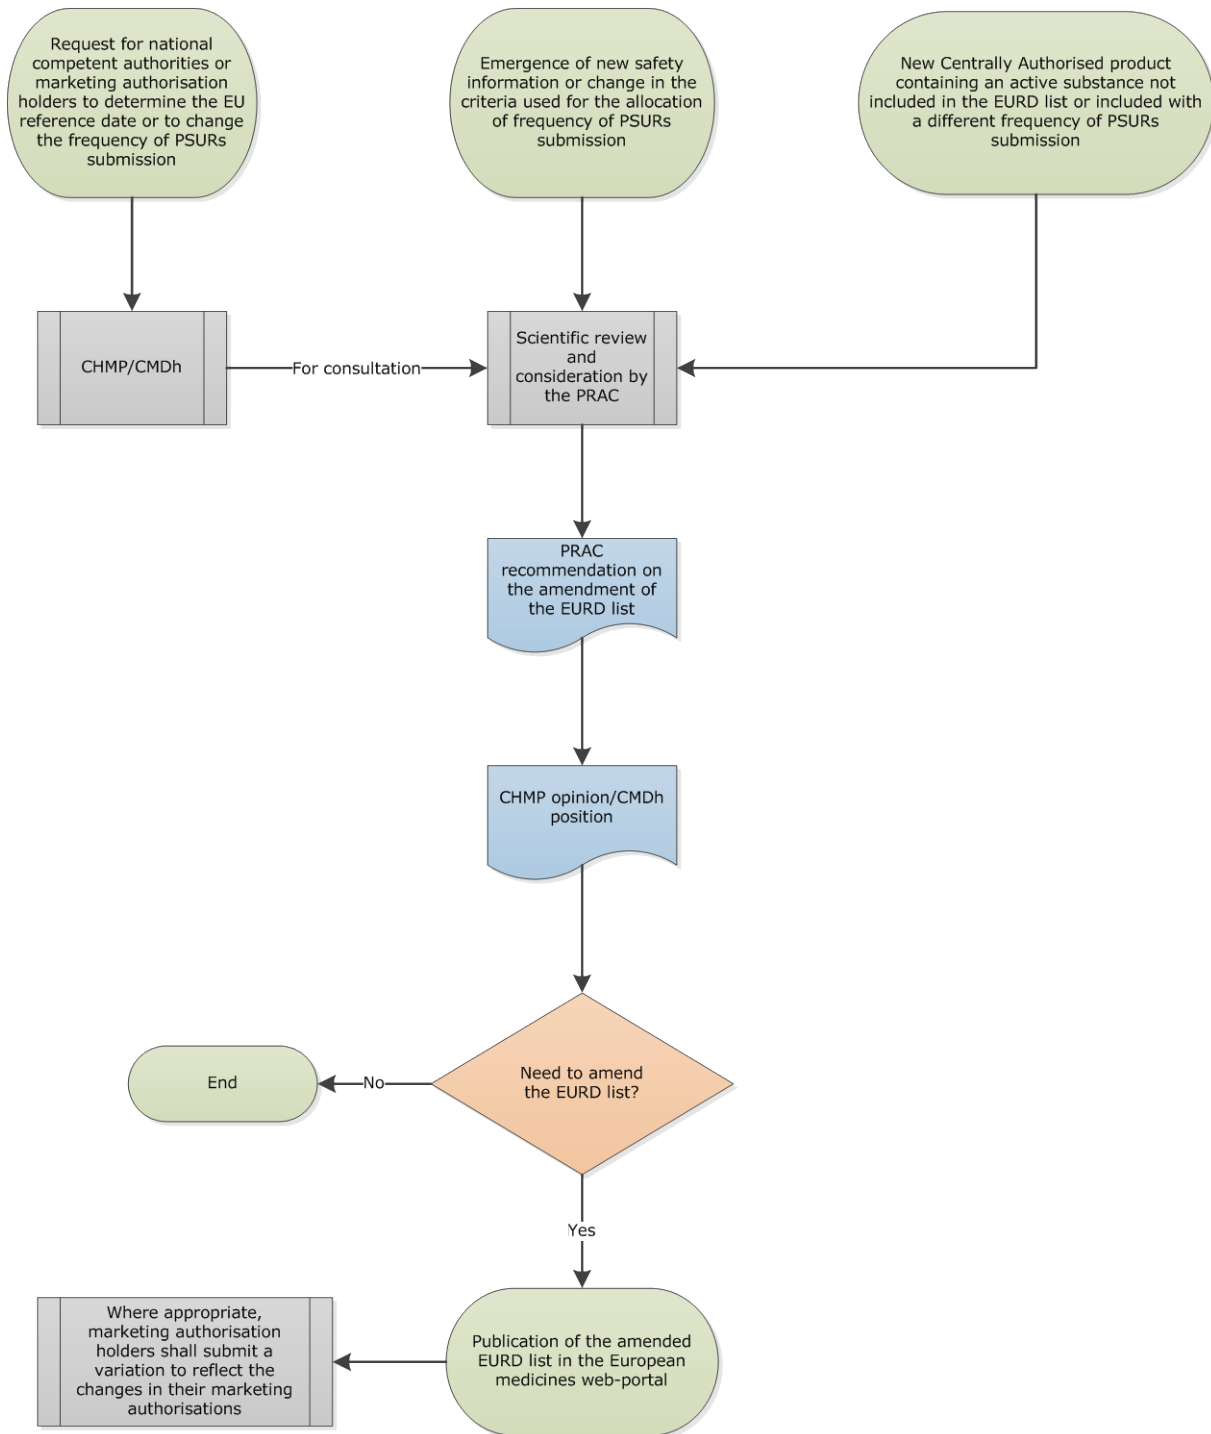 Request for national
competent authorities or
marketing authorisation
holders to determine the EU
reference date or to change
the frequency of PSURs
submission
Emergence of new safety
information or change in the
criteria used for the allocation
of frequency of PSURs
submission
New Centrally Authorised product
containing an active substance not
included in the EURD list or included with
a different frequency of PSURs
submission
CHMP/CMDh
For consultation
Scientific review
and
consideration by
the PRAC
PRAC
recommendation on
the amendment of
the EURD list
CHMP opinion/CMDh
position
Need to amend
the EURD list?
No
End
Yes
Publication of the amended
EURD list in the European
medicines web-portal
Where appropriate,
marketing authorisation
holders shall submit a
variation to reflect the
changes in their marketing
authorisations